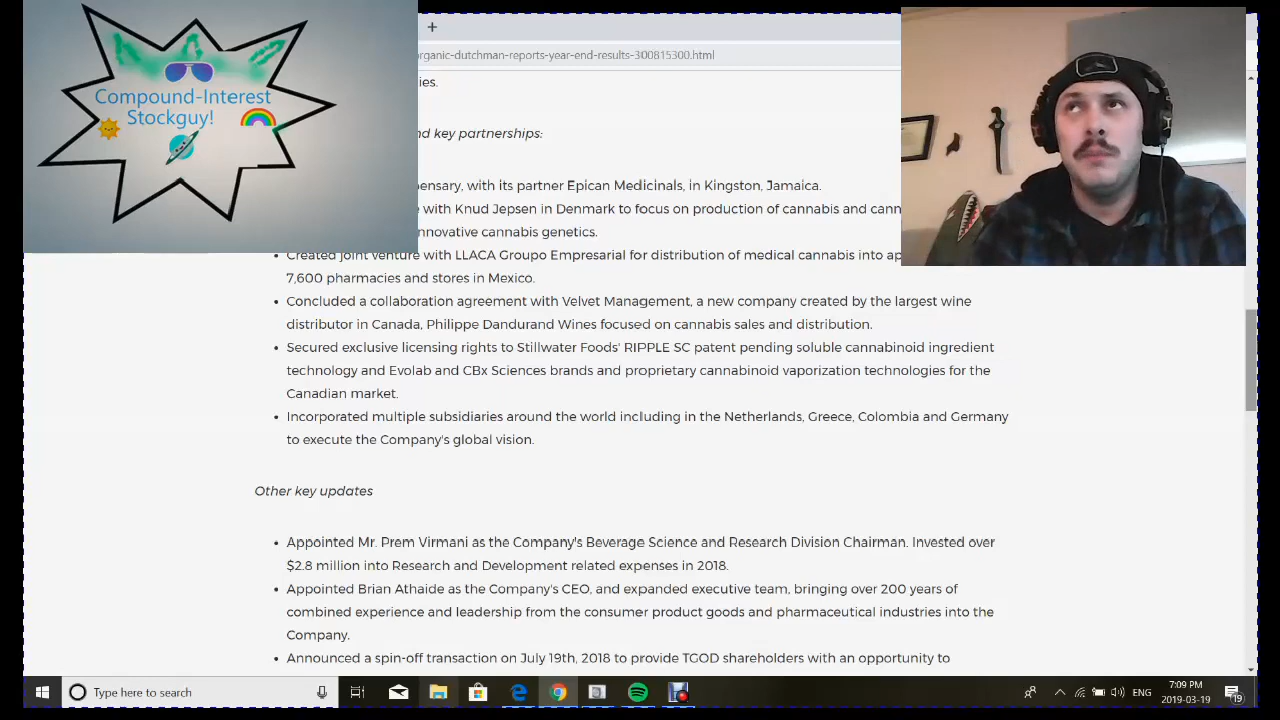 Compound-Interest
Stockguy!
+
organic-dutchman-reports-year-end-results-300815300.html
ies.
nd key partnerships:
pensary, with its partner Epican Medicinals, in Kingston, Jamaica.
with Knud Jepsen in Denmark to focus on production of cannabis and cann
nnovative cannabis genetics.
• Created joint venture with LLACA Groupo Empresarial for distribution of medical cannabis into ap
7,600 pharmacies and stores in Mexico.
• Concluded a collaboration agreement with Velvet Management, a new company created by the largest wine
distributor in Canada, Philippe Dandurand Wines focused on cannabis sales and distribution.
• Secured exclusive licensing rights to Stillwater Foods' RIPPLE SC patent pending soluble cannabinoid ingredient
technology and Evolab and CBx Sciences brands and proprietary cannabinoid vaporization technologies for the
Canadian market.
• Incorporated multiple subsidiaries around the world including in the Netherlands, Greece, Colombia and Germany
to execute the Company's global vision.
Other key updates
• Appointed Mr. Prem Virmani as the Company's Beverage Science and Research Division Chairman. Invested over
$2.8 million into Research and Development related expenses in 2018.
• Appointed Brian Athaide as the Company's CEO, and expanded executive team, bringing over 200 years of
combined experience and leadership from the consumer product goods and pharmaceutical industries into the
Company.
• Announced a spin-off transaction on July 19th, 2018 to provide TGOD shareholders with an opportunity to
Type here to search
ENG
7:09 PM
2019-03-19
19